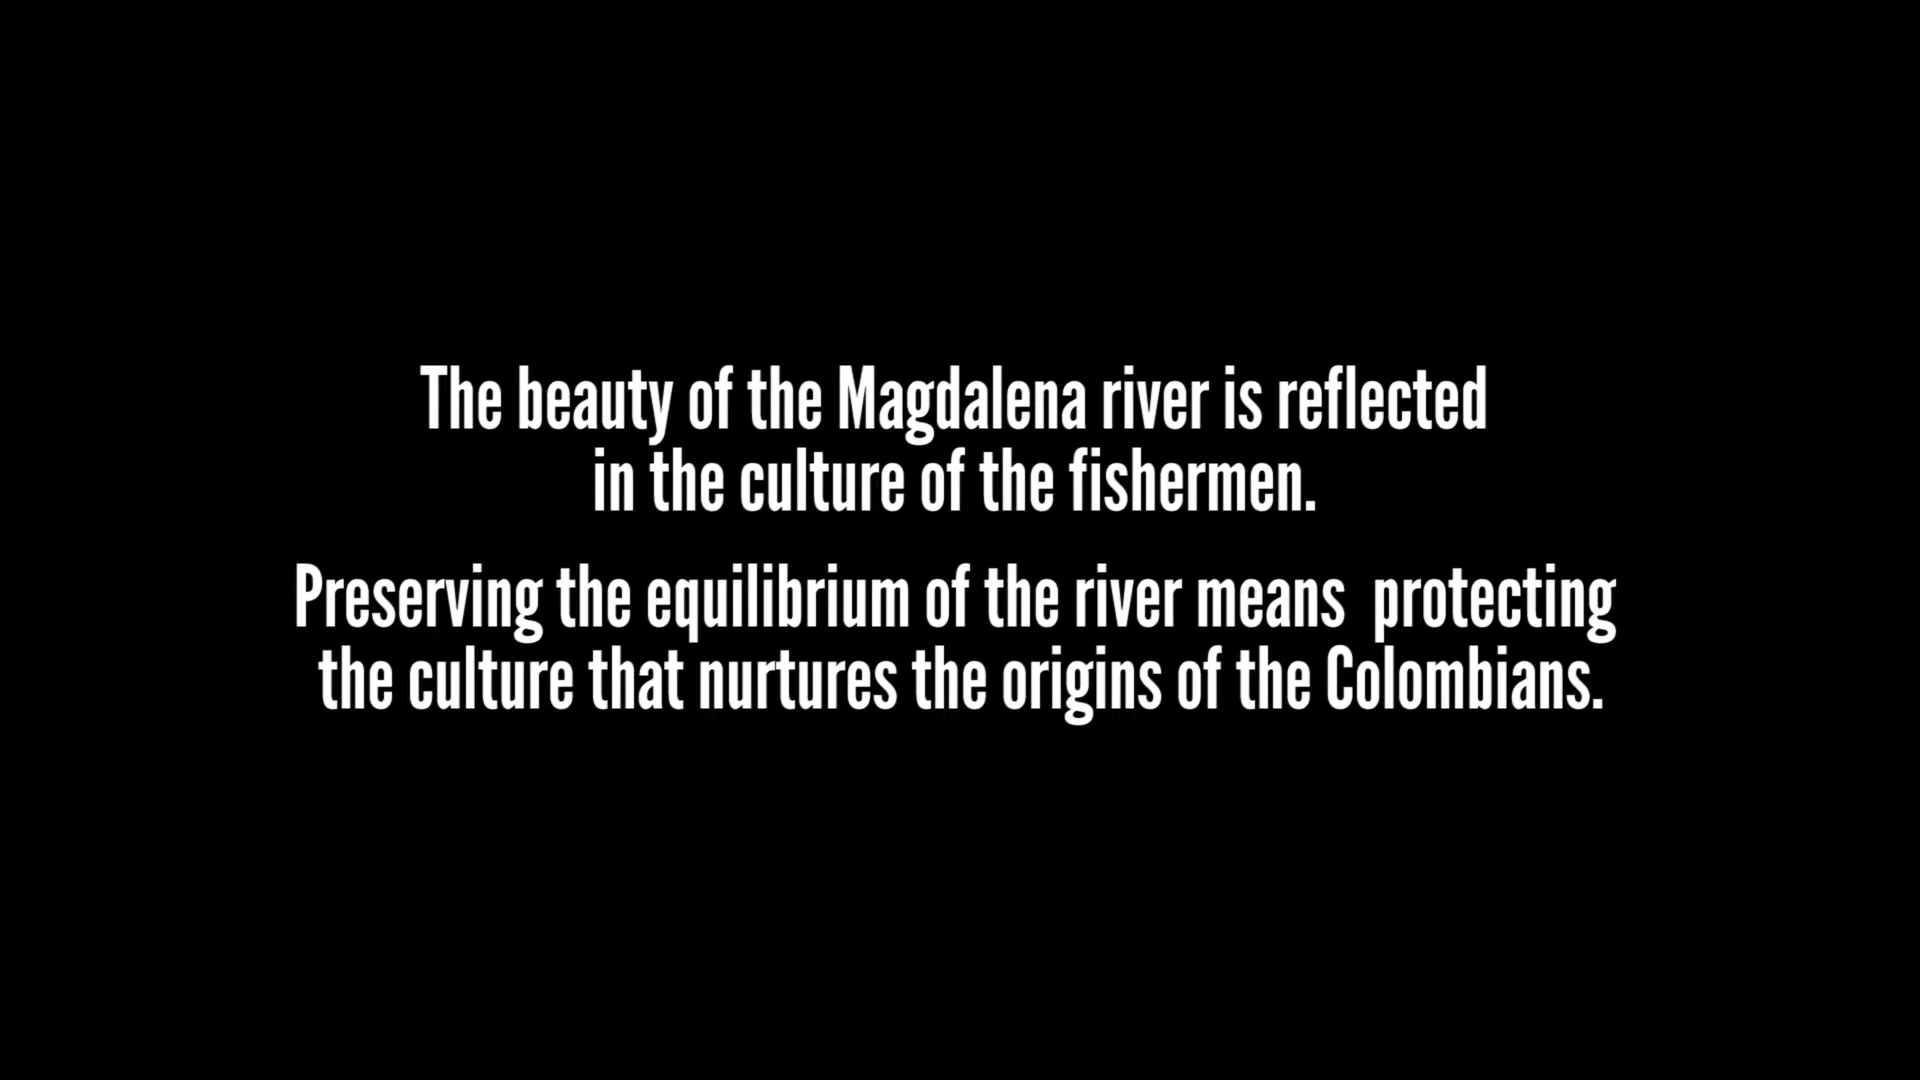 The beauty of the Magdalena river is reflected
in the culture of the fishermen.
Preserving the equilibrium of the river means  protecting
the culture that nurtures the origins of the Colombians.